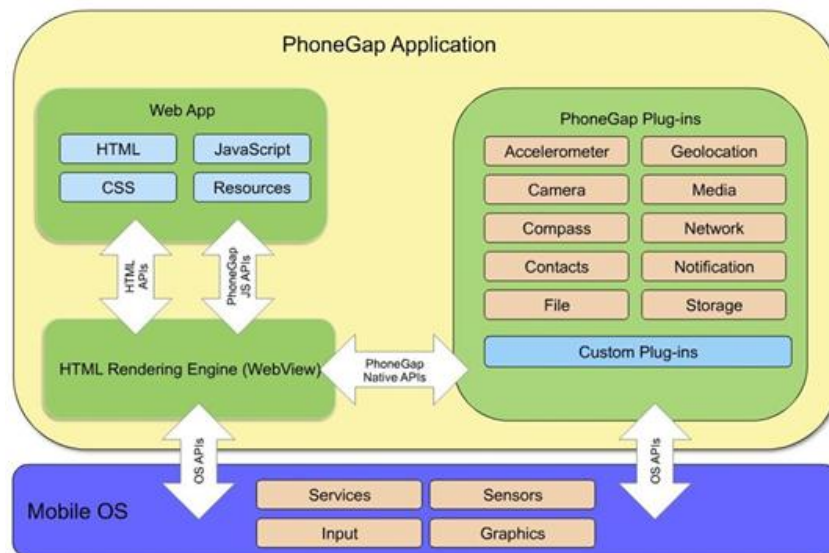 PhoneGap Application
Web App
HTML
JavaScript
CSS
Resources
HTML
APIs
PhoneGap
JS APIs
HTML Rendering Engine (WebView)
PhoneGap
Native APIs
PhoneGap Plug-ins
Accelerometer
Geolocation
Camera
Media
Compass
Network
Contacts
Notification
File
Storage
Custom Plug-ins
OS APIs
OS APIs
Mobile OS
Services
Sensors
Input
Graphics